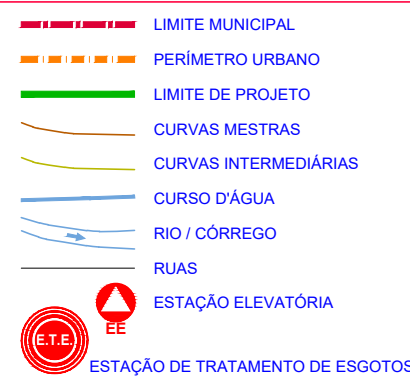 LIMITE MUNICIPAL
PERÍMETRO URBANO
LIMITE DE PROJETO
CURVAS MESTRAS
CURVAS INTERMEDIÁRIAS
CURSO D'ÁGUA
RIO / CÓRREGO
RUAS
ESTAÇÃO ELEVATÓRIA
EE
E.T.E.
ESTAÇÃO DE TRATAMENTO DE ESGOTOS